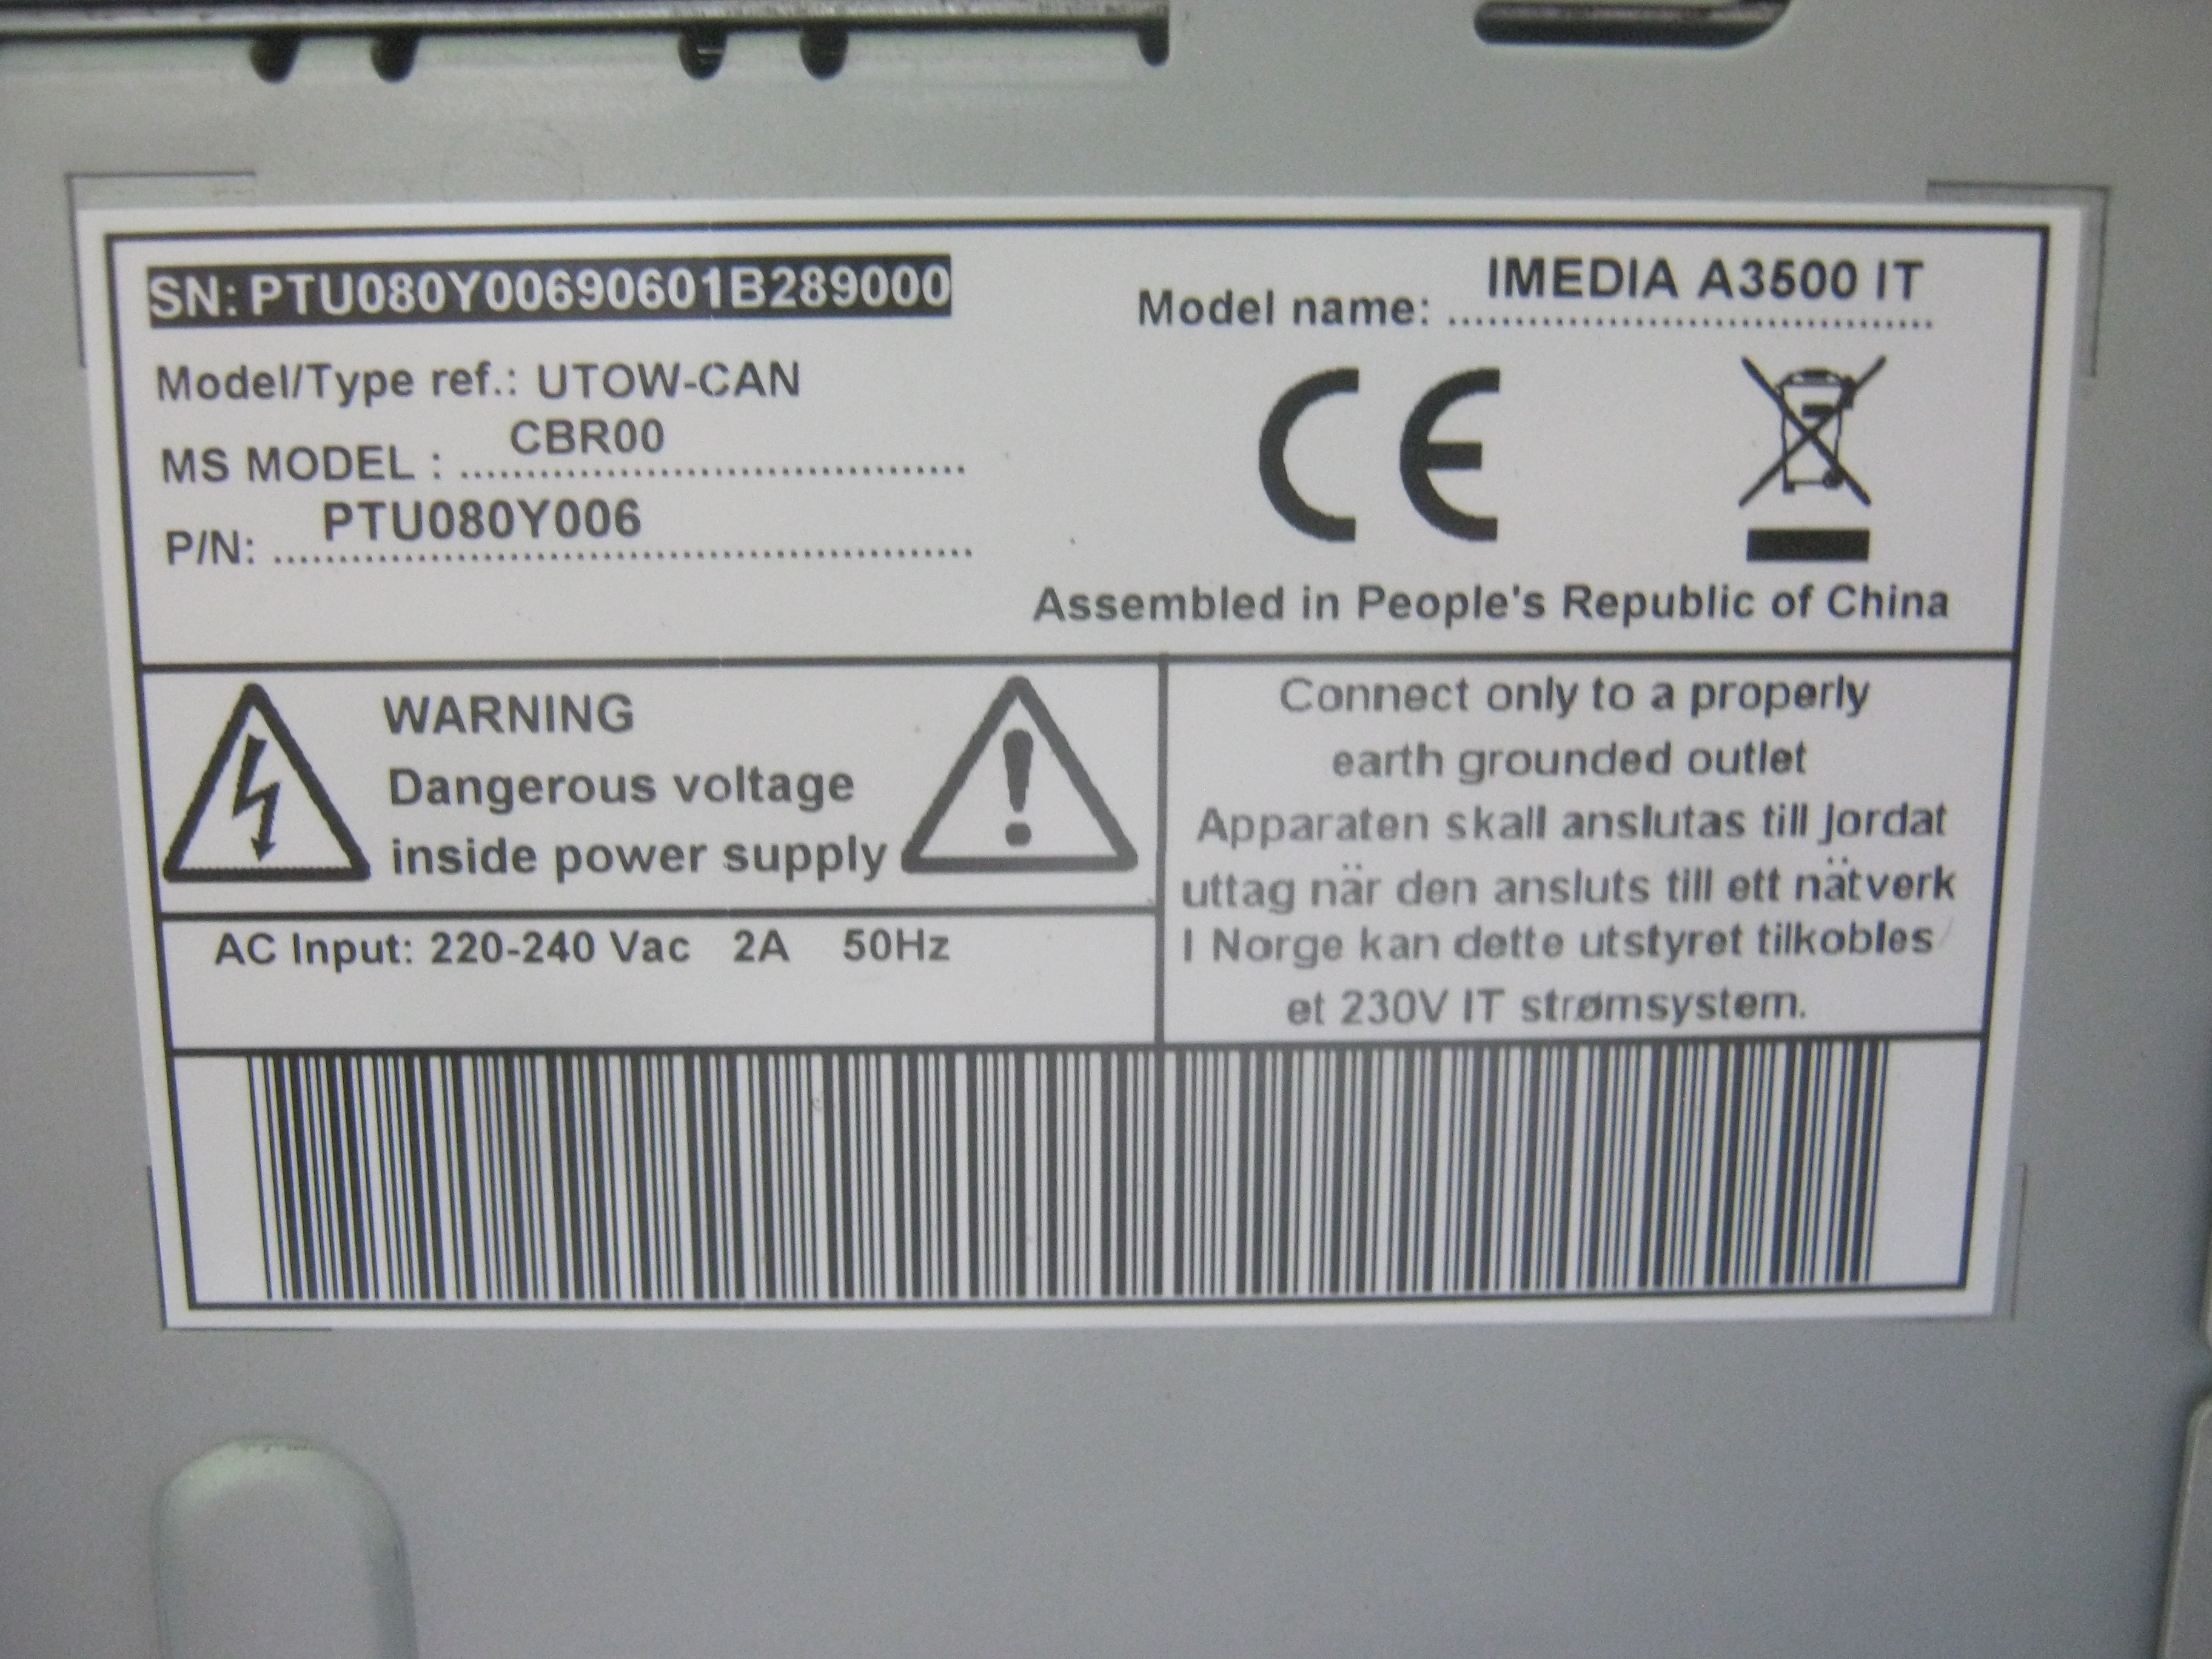 SN: PTU080Y00690601B289000
Model name: IMEDIA A3500 IT
Model/Type ref.: UTOW-CAN
MS MODEL : CBR00
P/N: PTU080Y006
CE
Assembled in People's Republic of China
WARNING
Dangerous voltage
inside power supply
AC Input: 220-240 Vac 2A 50Hz
Connect only to a properly
earth grounded outlet
Apparaten skall anslutas till Jordat
uttag när den ansluts till ett nätverk
I Norge kan dette utstyret tilkobles
et 230V IT strømsystem.